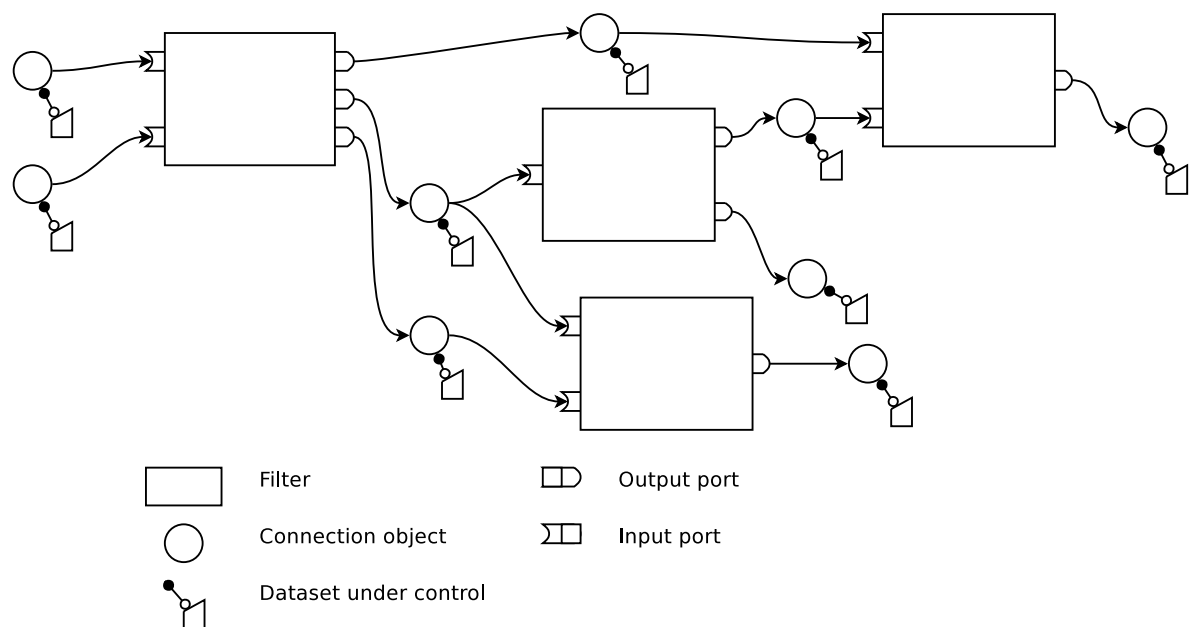 Filter
Output port
Connection object
Input port
Dataset under control